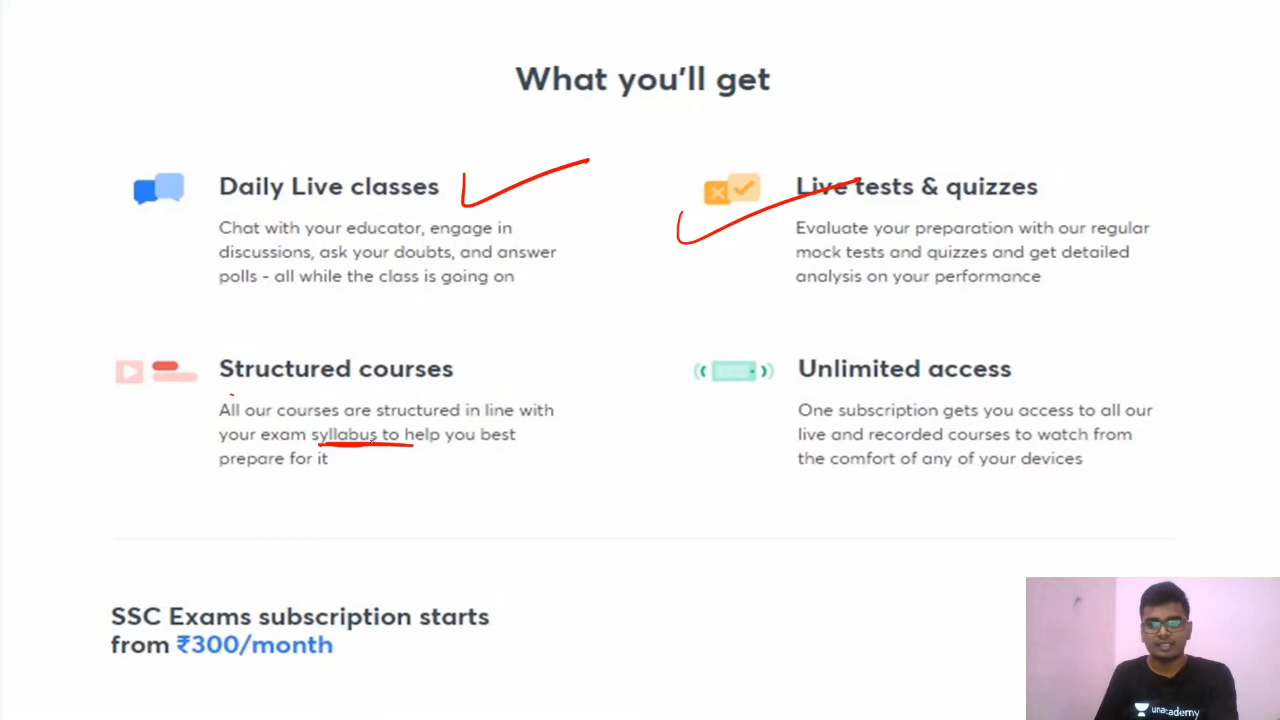 What you'll get
Daily Live classes
Chat with your educator, engage in
discussions, ask your doubts, and answer
polls - all while the class is going on
Live tests & quizzes
Evaluate your preparation with our regular
mock tests and quizzes and get detailed
analysis on your performance
Structured courses
All our courses are structured in line with
your exam syllabus to help you best
prepare for it
Unlimited access
One subscription gets you access to all our
live and recorded courses to watch from
the comfort of any of your devices
SSC Exams subscription starts
from ₹300/month
unacademy